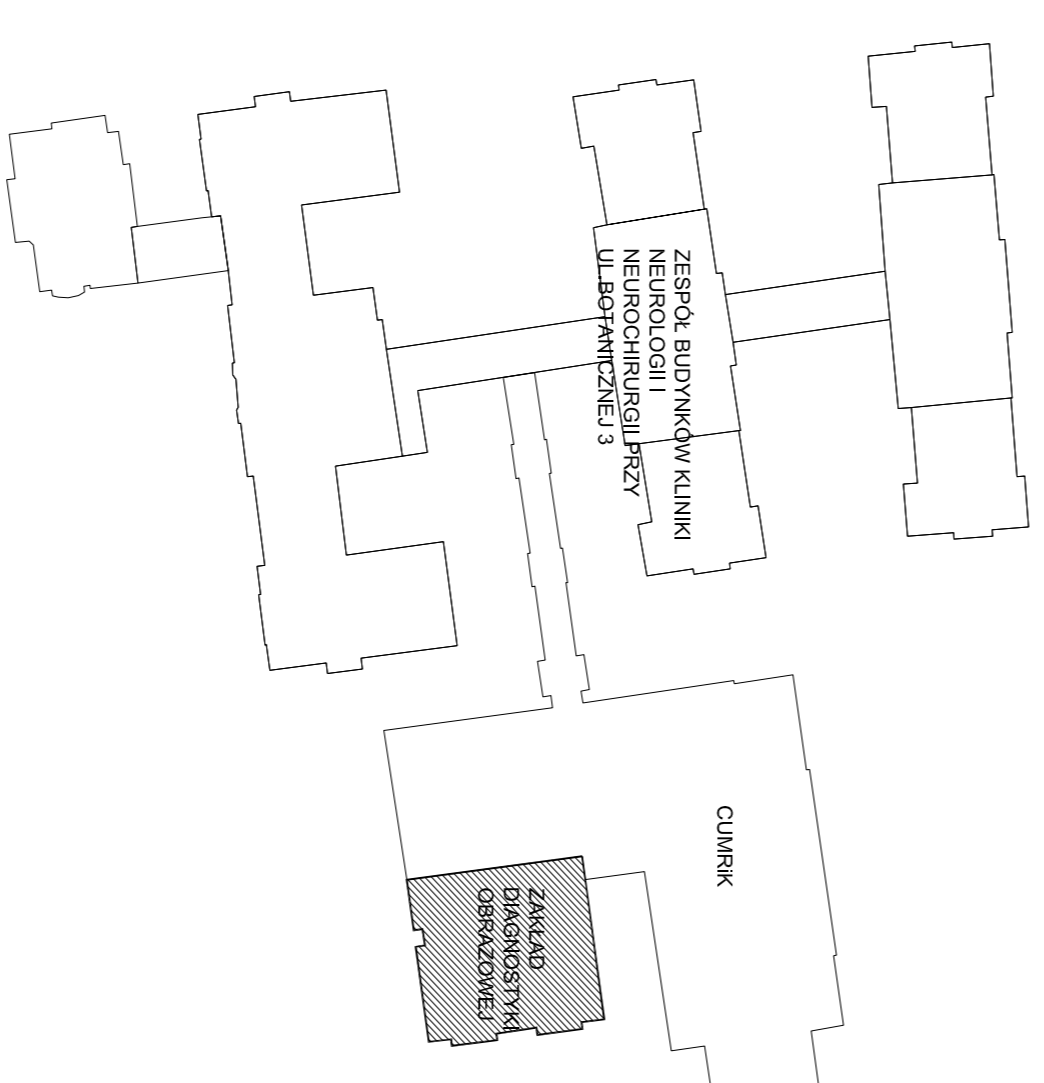 ZESPÓŁ BUDYNKÓW KLINIKI
NEUROLOGII I
NEUROCHIRURGII PRZY
UL.BOTANICZNEJ 3
CUMRiK
ZAKŁAD
DIAGNOSTYKI
OBRAZOWEJ